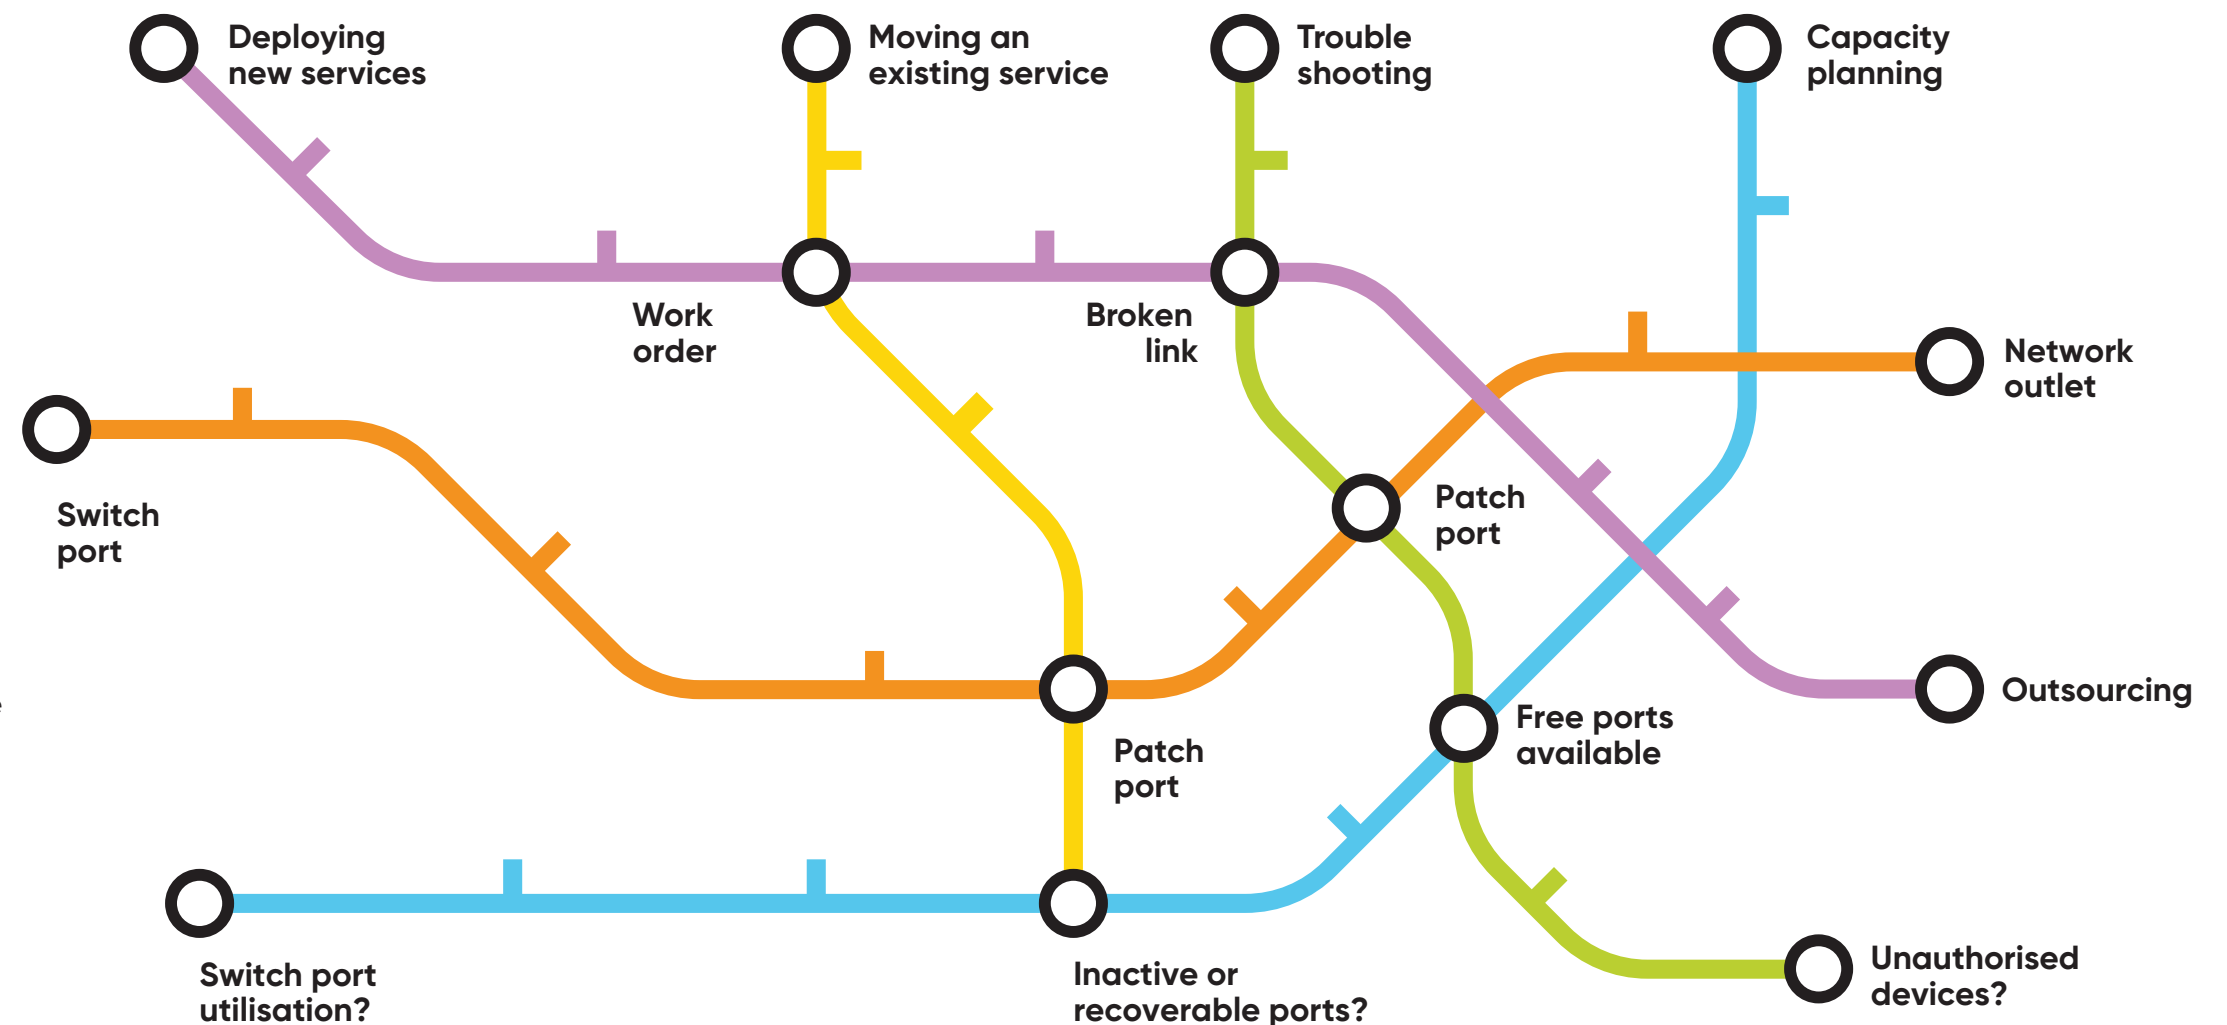 Deploying
new services
Moving an
existing service
Trouble
shooting
Capacity
planning
Work
order
Broken
link
Network
outlet
Switch
port
Patch
port
Outsourcing
Free ports
available
Patch
port
Switch port
utilisation?
Inactive or
recoverable ports?
Unauthorised
devices?